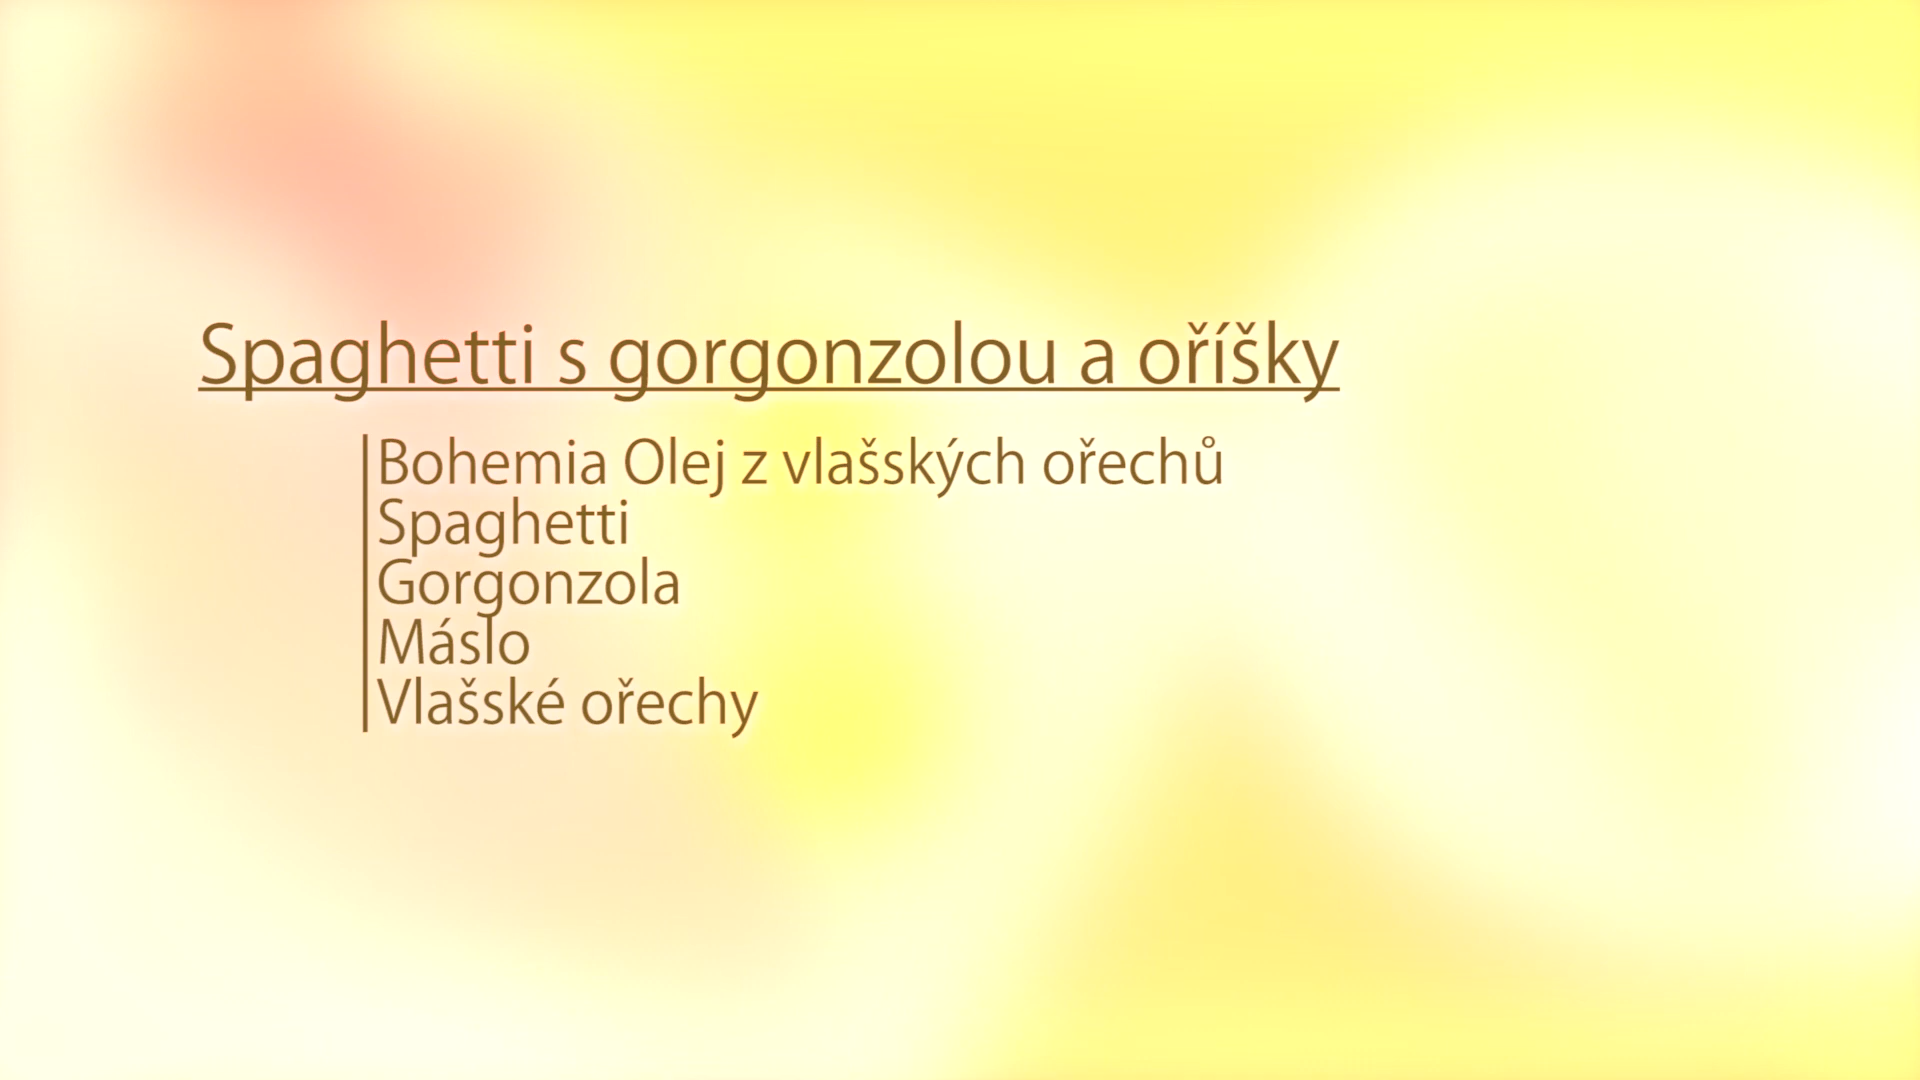 Spaghetti s gorgonzolou a oříšky
Bohemia Olej z vlašských ořechů
Spaghetti
Gorgonzola
Máslo
Vlašské ořechy